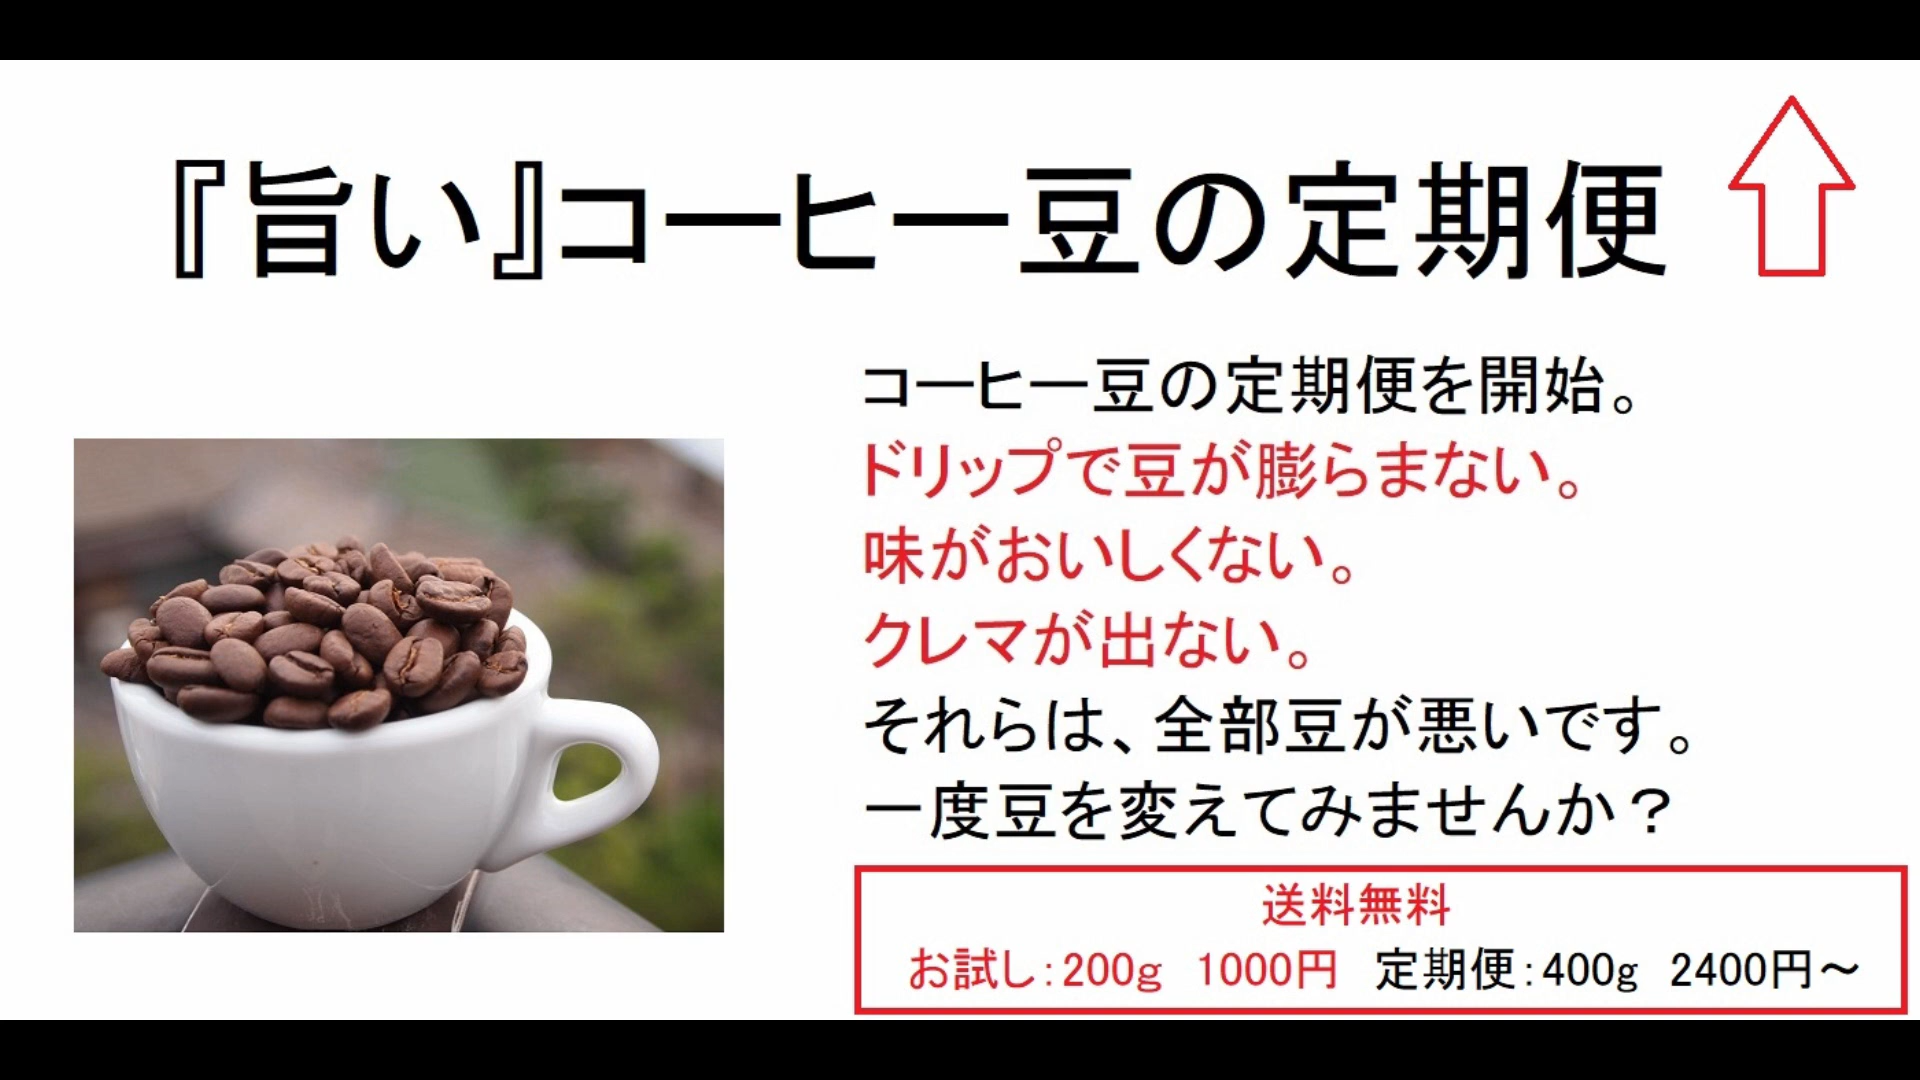 『旨い』コーヒー豆の定期便
コーヒー豆の定期便を開始。
ドリップで豆が膨らまない。
味がおいしくない。
クレマが出ない。
それらは、全部豆が悪いです。
一度豆を変えてみませんか？
送料無料
お試し：200g　1000円　定期便：400g　2400円～